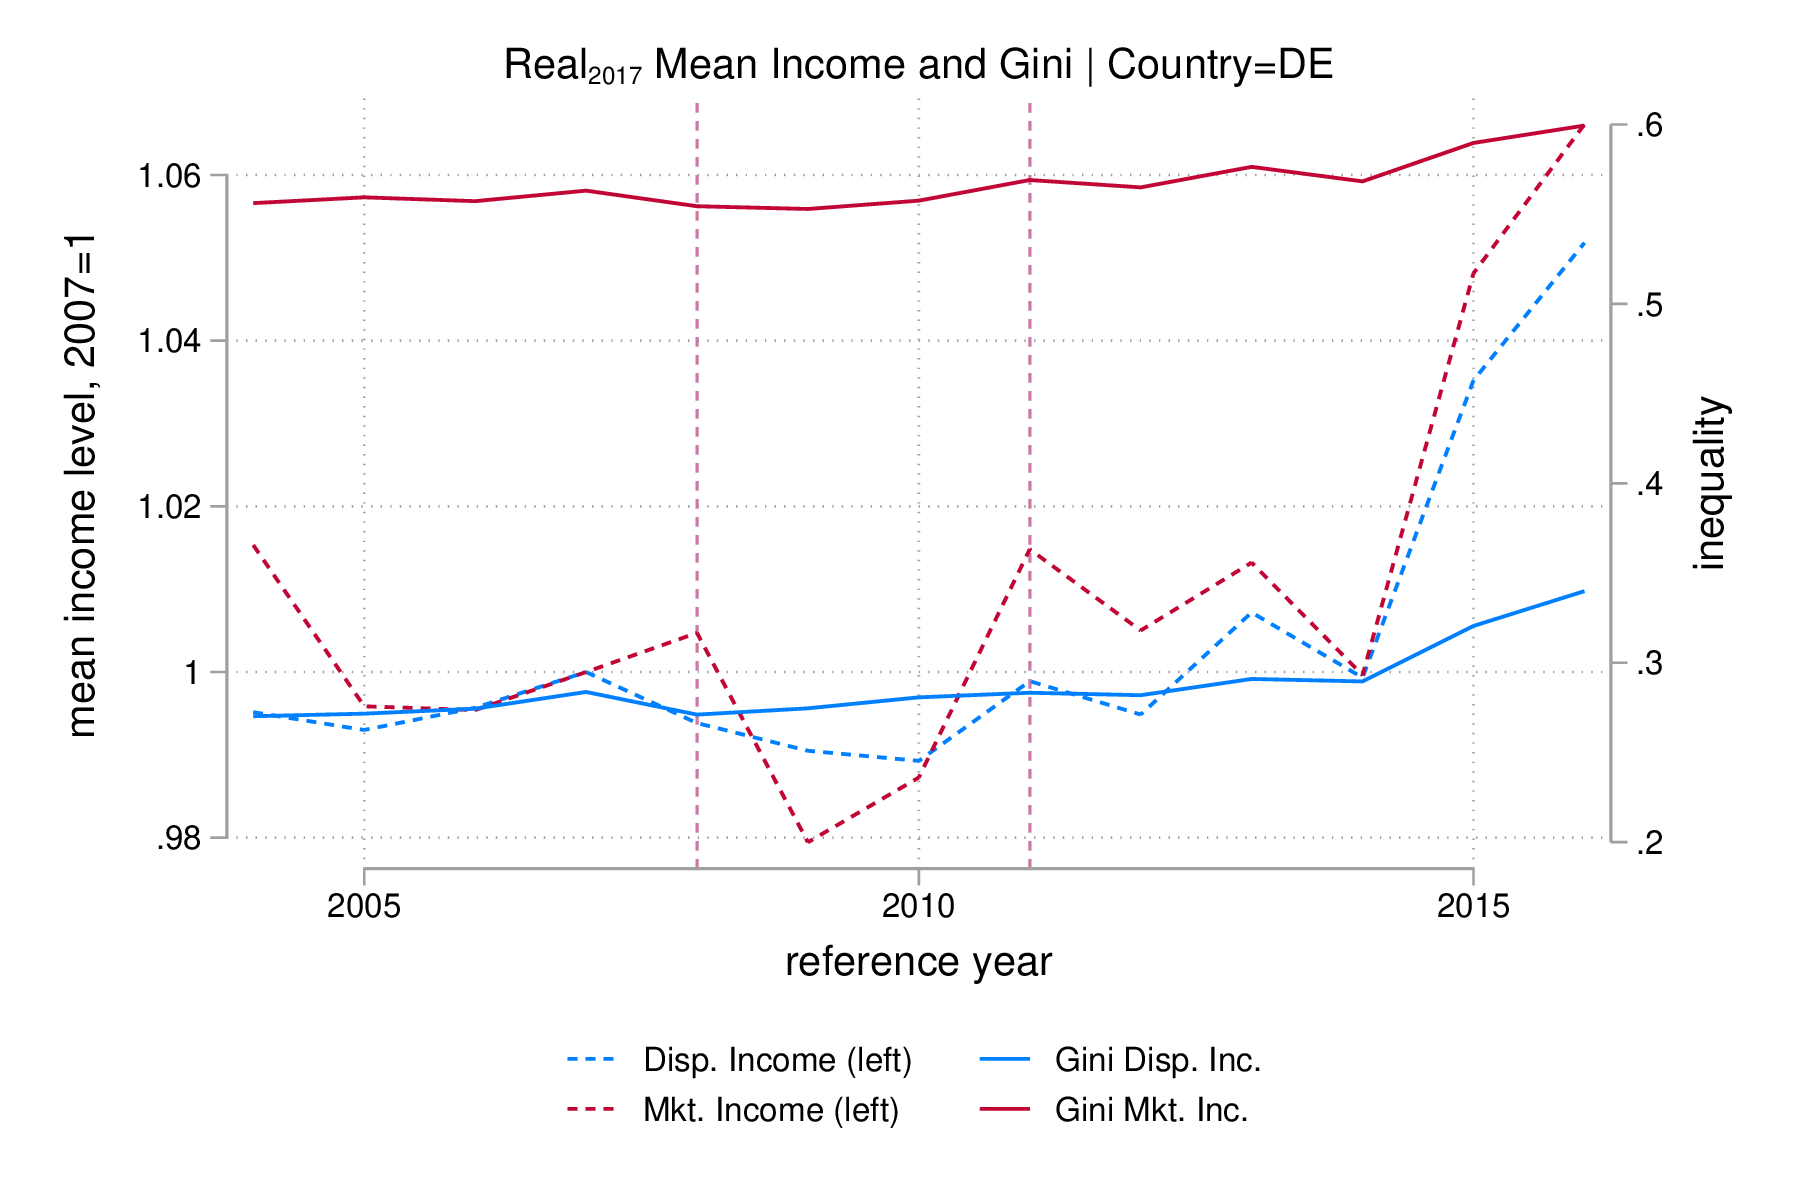 Real2017 Mean Income and Gini | Country=DE
mean income level, 2007=1
1.06
1.04
1.02
1
.98
.6
.5
.4
.3
.2
inequality
2005 2010 2015
reference year
Disp. Income (left) Gini Disp. Inc.
Mkt. Income (left) Gini Mkt. Inc.